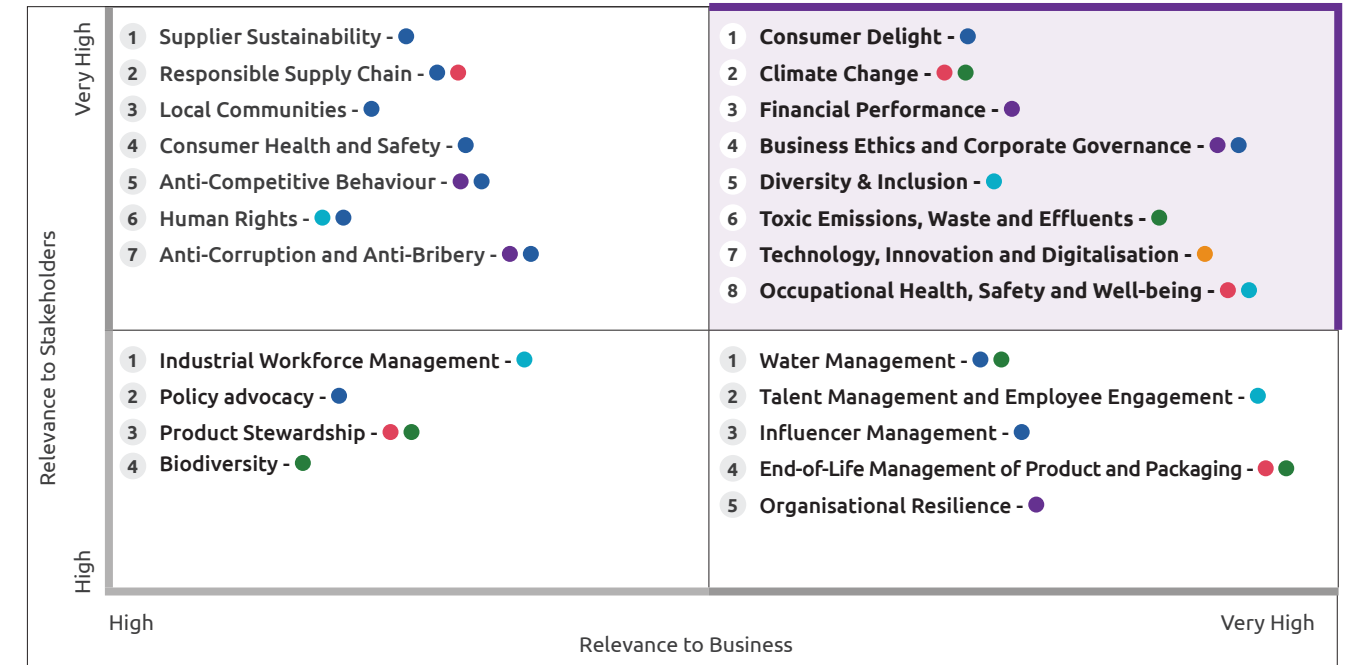 Very High
1 Supplier Sustainability -
2 Responsible Supply Chain -
3 Local Communities -
4 Consumer Health and Safety -
5 Anti-Competitive Behaviour -
6 Human Rights -
7 Anti-Corruption and Anti-Bribery -
1 Consumer Delight -
2 Climate Change -
3 Financial Performance -
4 Business Ethics and Corporate Governance -
5 Diversity & Inclusion -
6 Toxic Emissions, Waste and Effluents -
7 Technology, Innovation and Digitalisation -
8 Occupational Health, Safety and Well-being -
Relevance to Stakeholders
1 Industrial Workforce Management -
2 Policy advocacy -
3 Product Stewardship -
4 Biodiversity -
1 Water Management -
2 Talent Management and Employee Engagement -
3 Influencer Management -
4 End-of-Life Management of Product and Packaging -
5 Organisational Resilience -
High
High
Relevance to Business
Very High